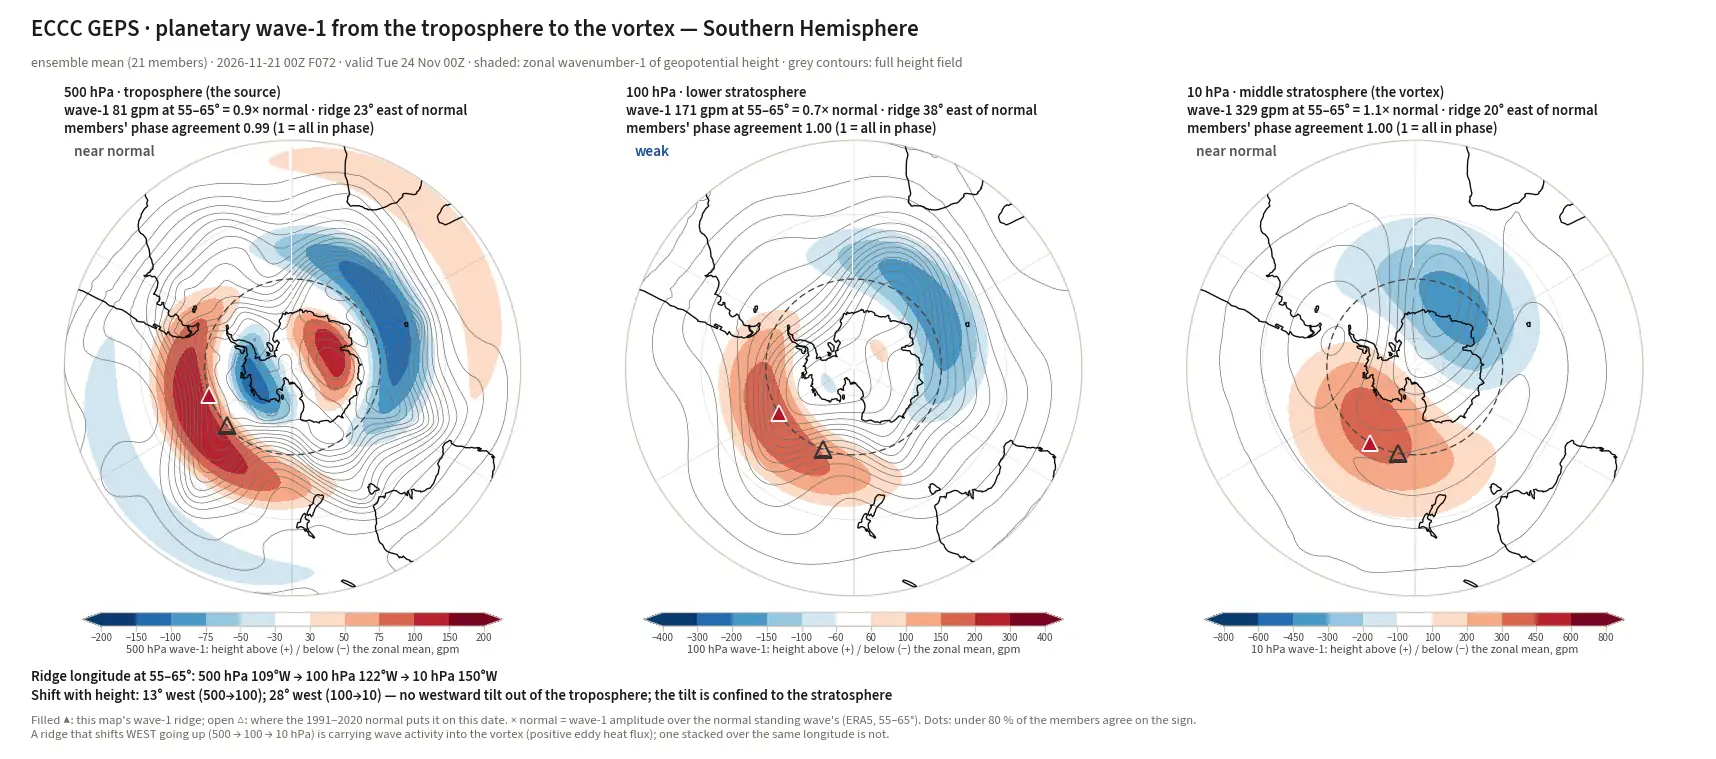 ECCC GEPS · planetary wave-1 from the troposphere to the vortex — Southern Hemisphere
ensemble mean (21 members) · 2026-11-21 00Z F072 · valid Tue 24 Nov 00Z · shaded: zonal wavenumber-1 of geopotential height · grey contours: full height field
500 hPa · troposphere (the source)
wave-1 81 gpm at 55–65° = 0.9× normal · ridge 23° east of normal
members' phase agreement 0.99 (1 = all in phase)
near normal
100 hPa · lower stratosphere
wave-1 171 gpm at 55–65° = 0.7× normal · ridge 38° east of normal
members' phase agreement 1.00 (1 = all in phase)
weak
10 hPa · middle stratosphere (the vortex)
wave-1 329 gpm at 55–65° = 1.1× normal · ridge 20° east of normal
members' phase agreement 1.00 (1 = all in phase)
near normal
−200 −150 −100 −75 −50 −30 30 50 75 100 150 200
500 hPa wave-1: height above (+) / below (−) the zonal mean, gpm
−400 −300 −200 −150 −100 −60 60 100 150 200 300 400
100 hPa wave-1: height above (+) / below (−) the zonal mean, gpm
−800 −600 −450 −300 −200 −100 100 200 300 450 600 800
10 hPa wave-1: height above (+) / below (−) the zonal mean, gpm
Ridge longitude at 55–65°: 500 hPa 109°W → 100 hPa 122°W → 10 hPa 150°W
Shift with height: 13° west (500→100); 28° west (100→10) — no westward tilt out of the troposphere; the tilt is confined to the stratosphere
Filled ▲: this map's wave-1 ridge; open △: where the 1991–2020 normal puts it on this date. × normal = wave-1 amplitude over the normal standing wave's (ERA5, 55–65°). Dots: under 80 % of the members agree on the sign.
A ridge that shifts WEST going up (500 → 100 → 10 hPa) is carrying wave activity into the vortex (positive eddy heat flux); one stacked over the same longitude is not.